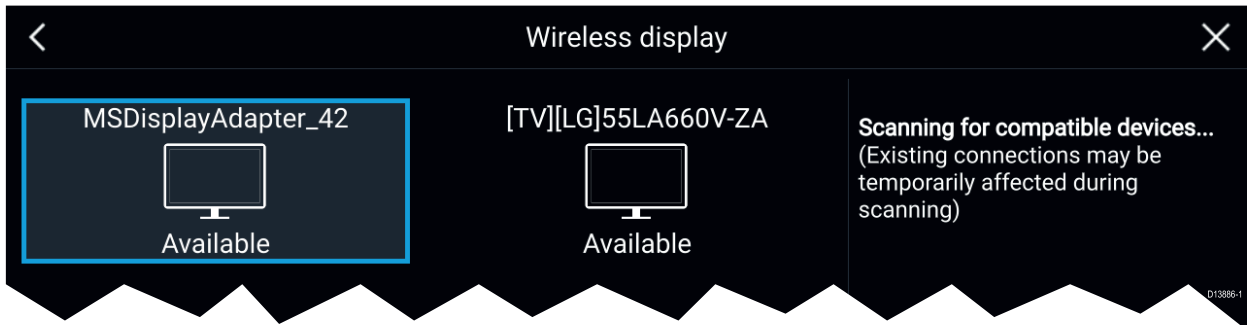 Wireless display
MSDisplayAdapter_42
Available
[TV][LG]55LA660V-ZA
Available
Scanning for compatible devices...
(Existing connections may be
temporarily affected during
scanning)
D13886-1